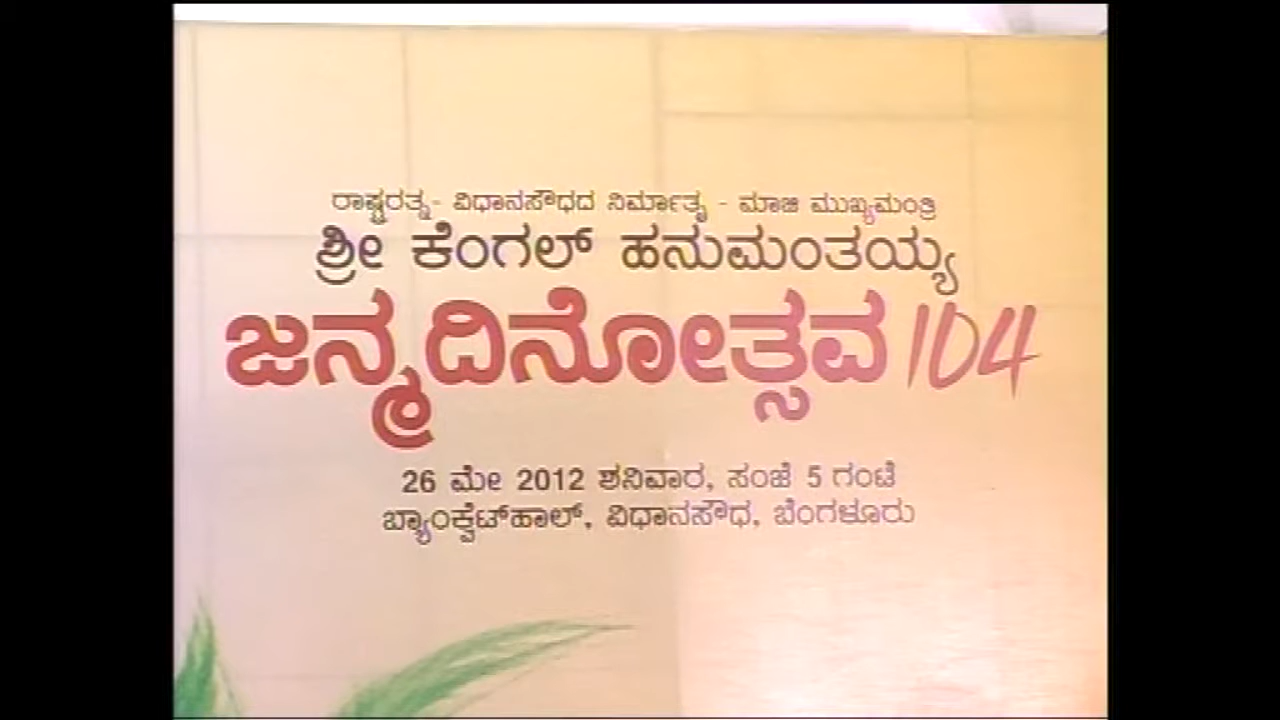 ರಾಷ್ಟ್ರರತ್ನ - ವಿಧಾನಸೌಧದ ನಿರ್ಮಾತೃ - ಮಾಜಿ ಮುಖ್ಯಮಂತ್ರಿ
ಶ್ರೀ ಕೆಂಗಲ್ ಹನುಮಂತಯ್ಯ
ಜನ್ಮದಿನೋತ್ಸವ 104
26 ಮೇ 2012 ಶನಿವಾರ, ಸಂಜೆ 5 ಗಂಟೆ
ಬ್ಯಾಂಕ್ವೆಟ್‌ಹಾಲ್, ವಿಧಾನಸೌಧ, ಬೆಂಗಳೂರು